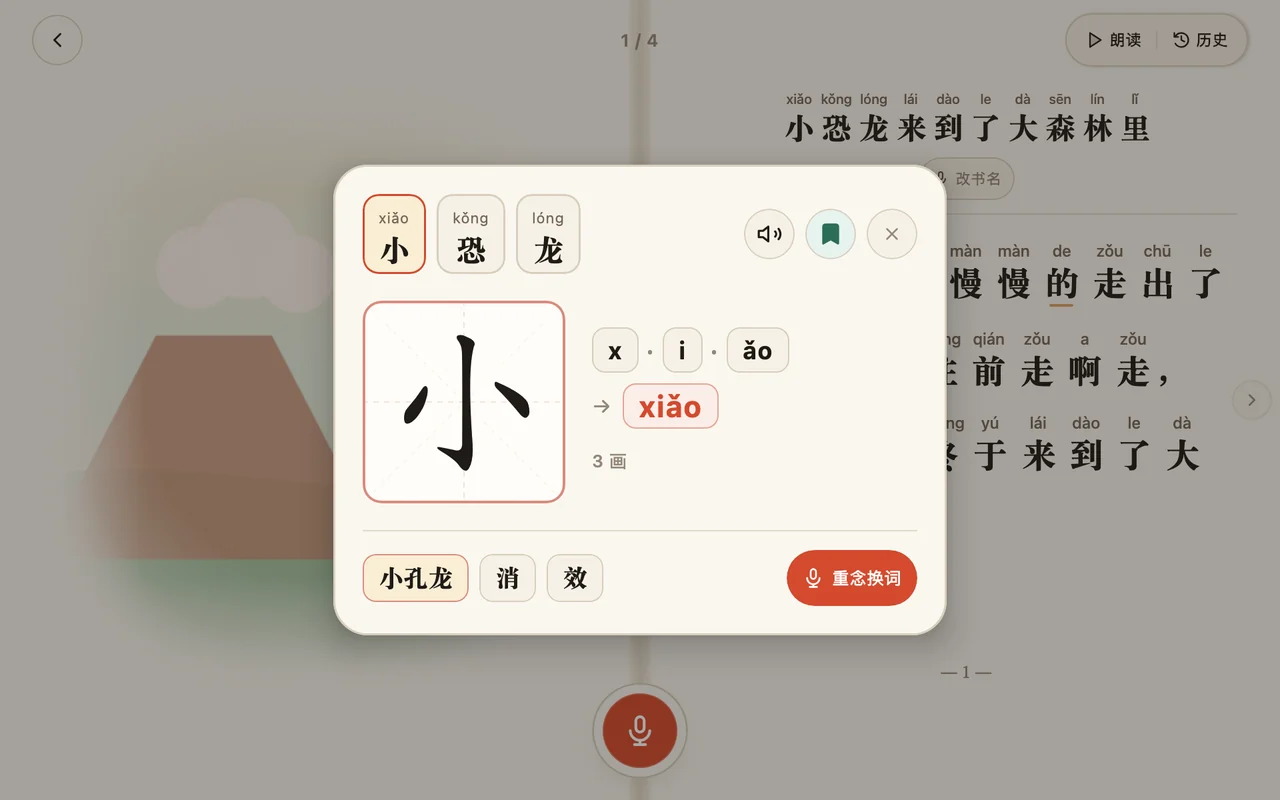 1 / 4
朗读 历史
xiǎo kǒng lóng lái dào le dà sēn lín lǐ
小恐龙来到了大森林里
改书名
màn màn de zǒu chū le
慢慢的走出了
qián zǒu a zǒu
前走啊走，
yú lái dào le dà
于来到了大
— 1 —
xiǎo kǒng lóng
小 恐 龙
小
x · i · ǎo
→ xiǎo
3 画
小孔龙 消 效
重念换词